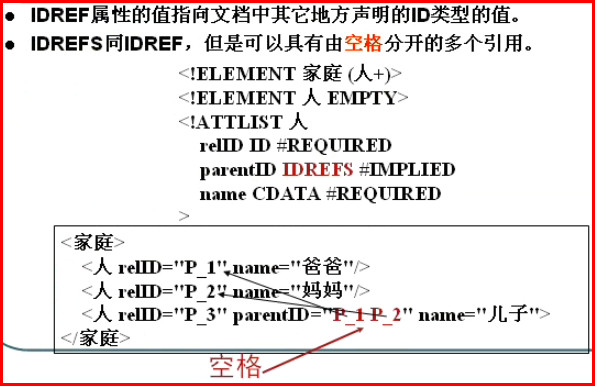 ● IDREF属性的值指向文档中其它地方声明的ID类型的值。
● IDREFS同IDREF，但是可以具有由空格分开的多个引用。
<!ELEMENT 家庭 (人+)>
<!ELEMENT 人 EMPTY>
<!ATTLIST 人
relID ID #REQUIRED
parentID IDREFS #IMPLIED
name CDATA #REQUIRED
>
<家庭>
<人 relID="P_1" name="爸爸"/>
<人 relID="P_2" name="妈妈"/>
<人 relID="P_3" parentID="P_1 P_2" name="儿子">
</家庭>
空格